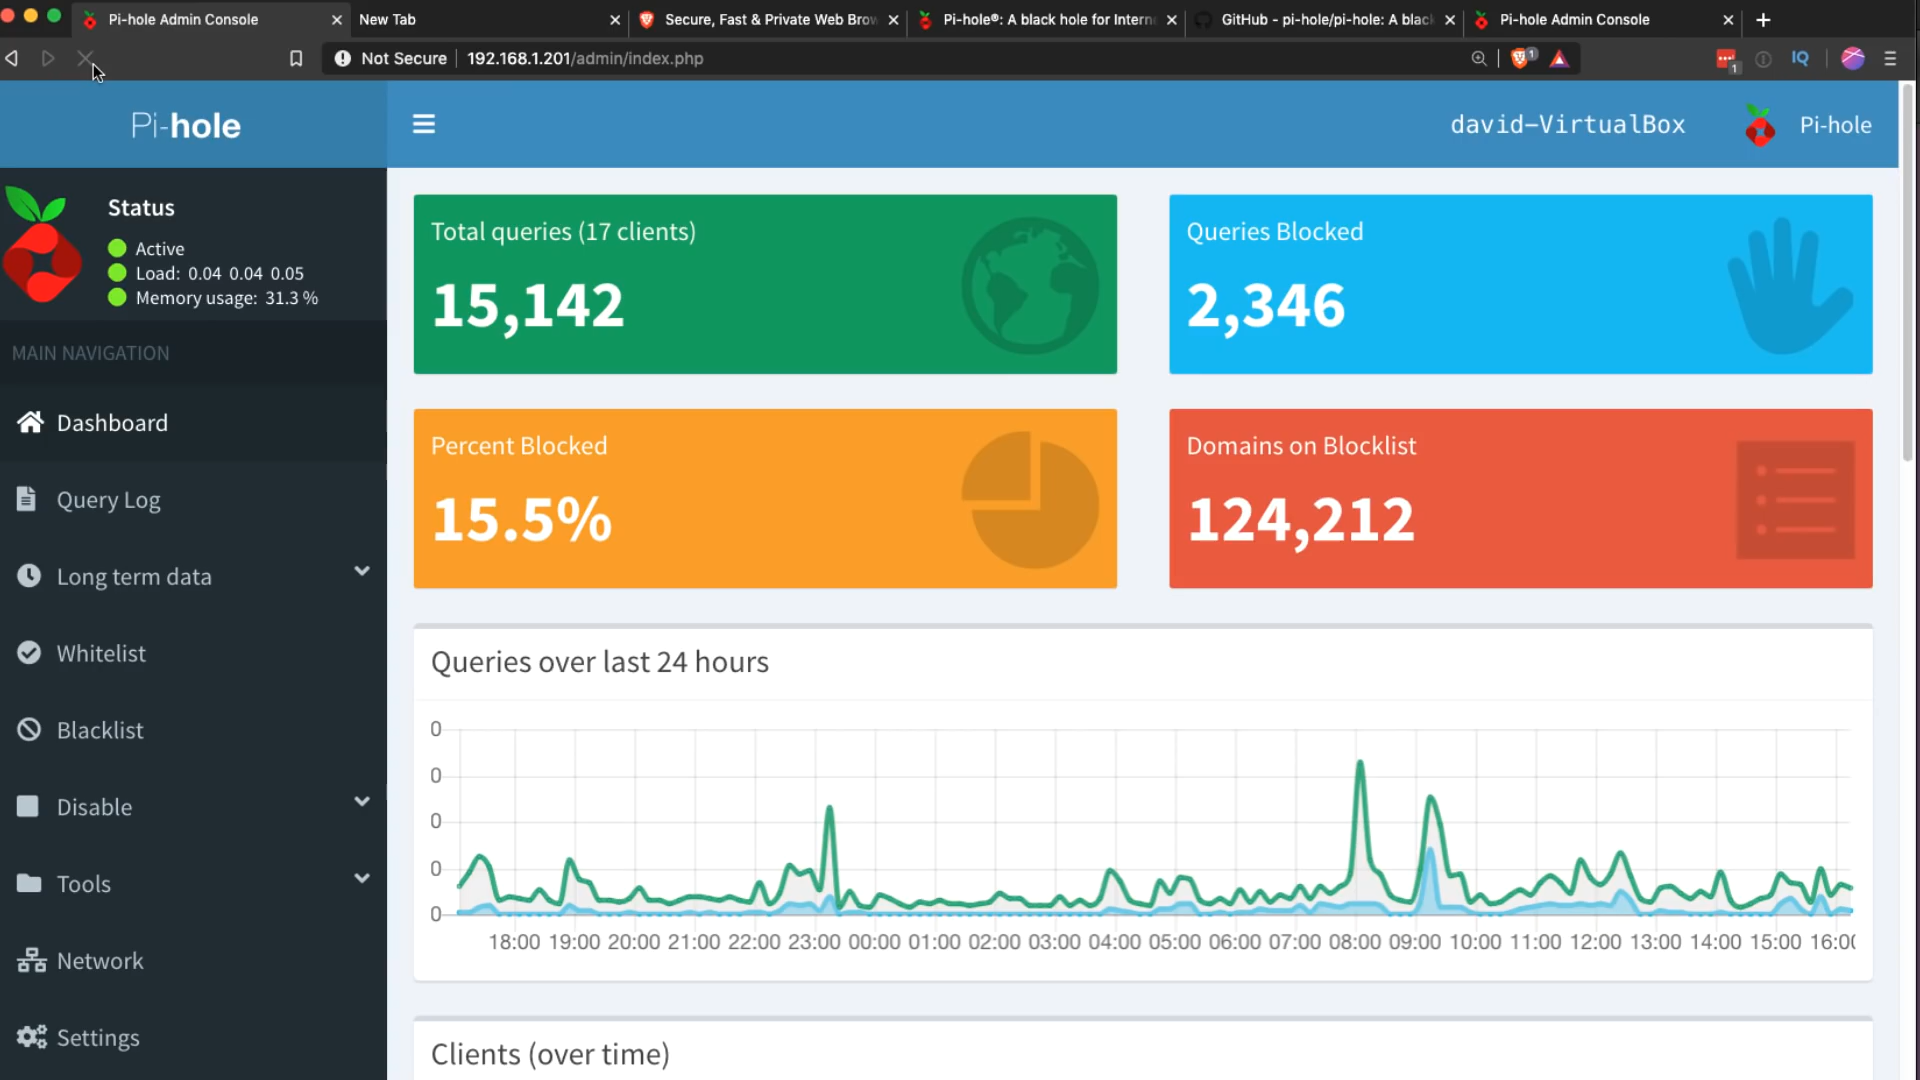 Pi-hole Admin Console
New Tab
Secure, Fast & Private Web Brow
Pi-hole®: A black hole for Intern
GitHub - pi-hole/pi-hole: A black
Pi-hole Admin Console
Not Secure
192.168.1.201/admin/index.php
1
1
IQ
Pi-hole
david-VirtualBox
Pi-hole
Status
Active
Load: 0.04 0.04 0.05
Memory usage: 31.3 %
MAIN NAVIGATION
Dashboard
Query Log
Long term data
Whitelist
Blacklist
Disable
Tools
Network
Settings
Total queries (17 clients)
15,142
Queries Blocked
2,346
Percent Blocked
15.5%
Domains on Blocklist
124,212
Queries over last 24 hours
0
0
0
0
0
18:00 19:00 20:00 21:00 22:00 23:00 00:00 01:00 02:00 03:00 04:00 05:00 06:00 07:00 08:00 09:00 10:00 11:00 12:00 13:00 14:00 15:00 16:00
Clients (over time)